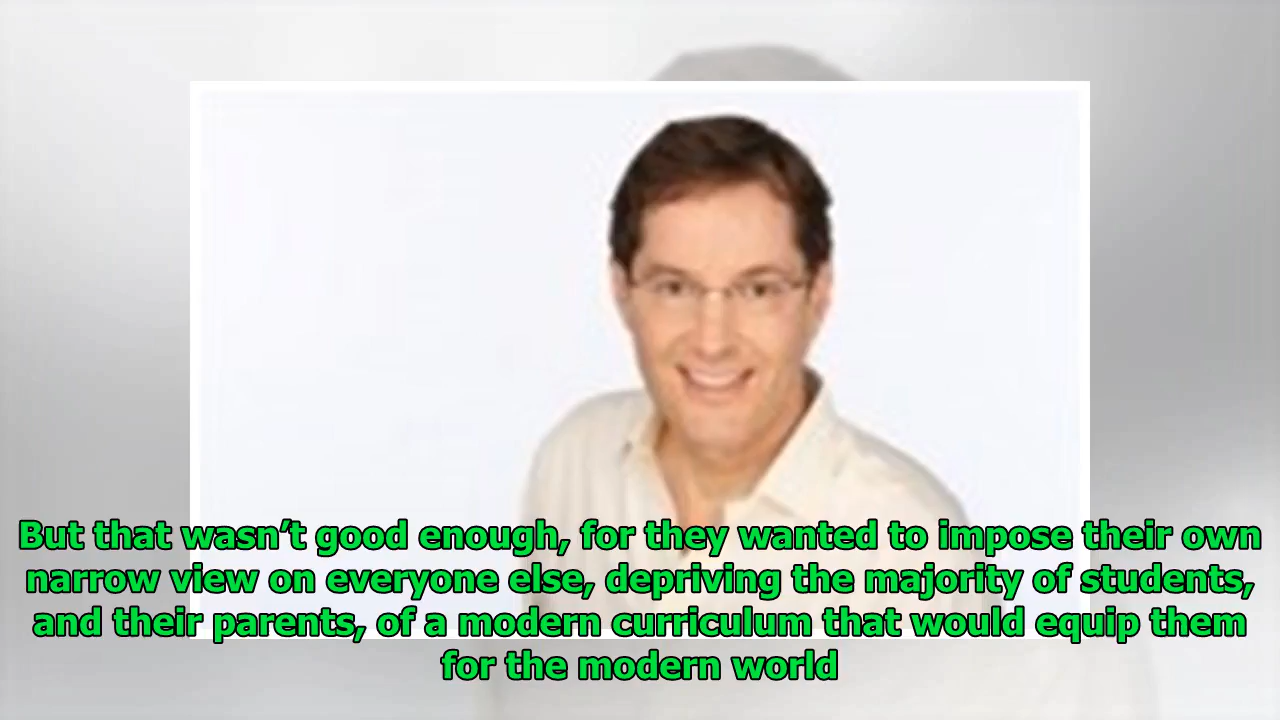 But that wasn’t good enough, for they wanted to impose their own
narrow view on everyone else, depriving the majority of students,
and their parents, of a modern curriculum that would equip them
for the modern world